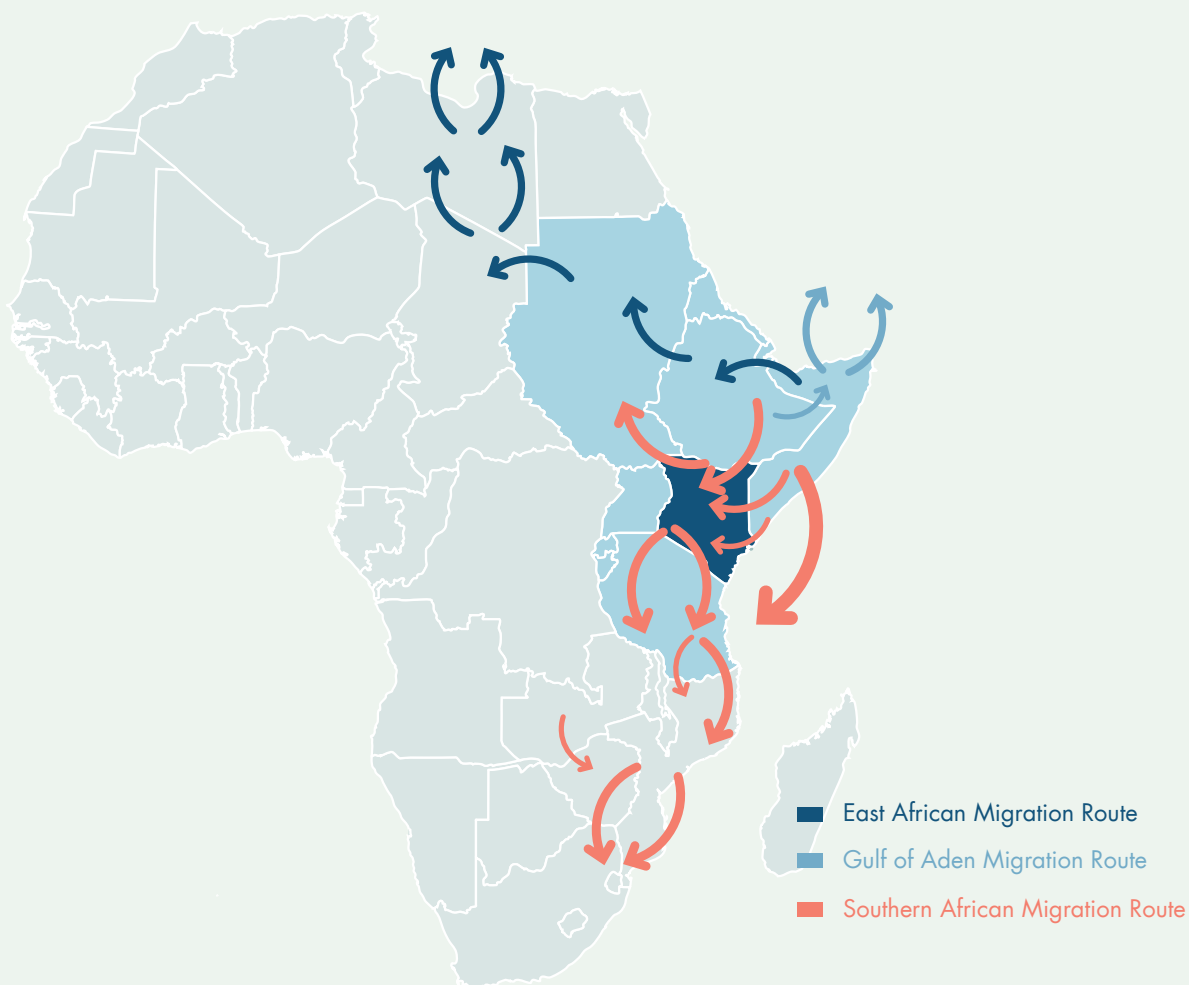 East African Migration Route
Gulf of Aden Migration Route
Southern African Migration Route